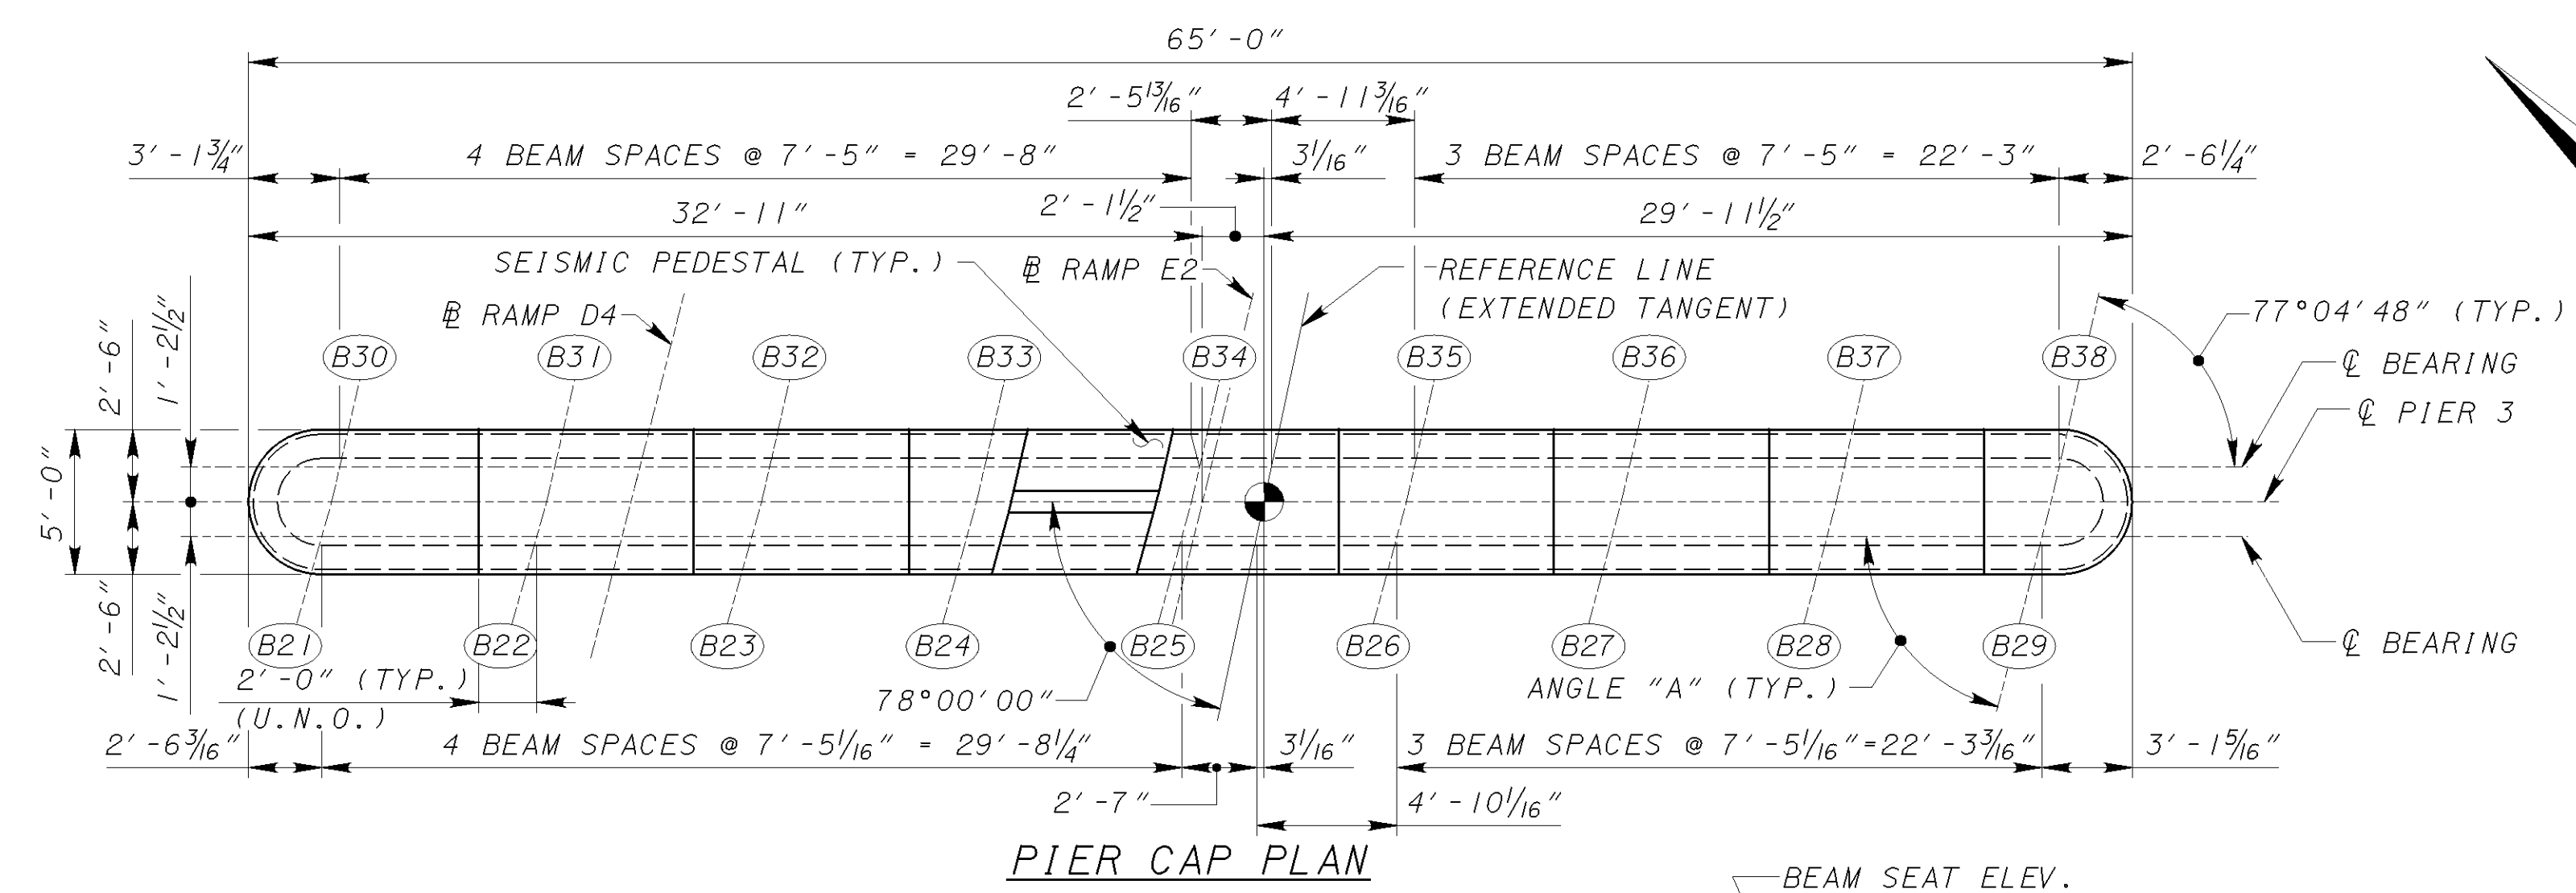 65'-0"
2'-5 13/16" 4'-11 3/16"
3'-1 3/4" 4 BEAM SPACES @ 7'-5" = 29'-8" 3 1/16" 3 BEAM SPACES @ 7'-5" = 22'-3" 2'-6 1/4"
32'-11" 2'-1 1/2" 29'-11 1/2"
SEISMIC PEDESTAL (TYP.) ⅊ RAMP E2 REFERENCE LINE
(EXTENDED TANGENT)
⅊ RAMP D4 77°04'48" (TYP.)
B30 B31 B32 B33 B34 B35 B36 B37 B38
℄ BEARING
℄ PIER 3
2'-6" 1'-2 1/2"
5'-0"
2'-6" 1'-2 1/2"
℄ BEARING
B21 B22 B23 B24 B25 B26 B27 B28 B29
2'-0" (TYP.)
(U.N.O.)
78°00'00" ANGLE "A" (TYP.)
2'-6 3/16" 4 BEAM SPACES @ 7'-5 1/16" = 29'-8 1/4" 3 1/16" 3 BEAM SPACES @ 7'-5 1/16"=22'-3 3/16" 3'-1 5/16"
2'-7" 4'-10 1/16"
PIER CAP PLAN
BEAM SEAT ELEV.